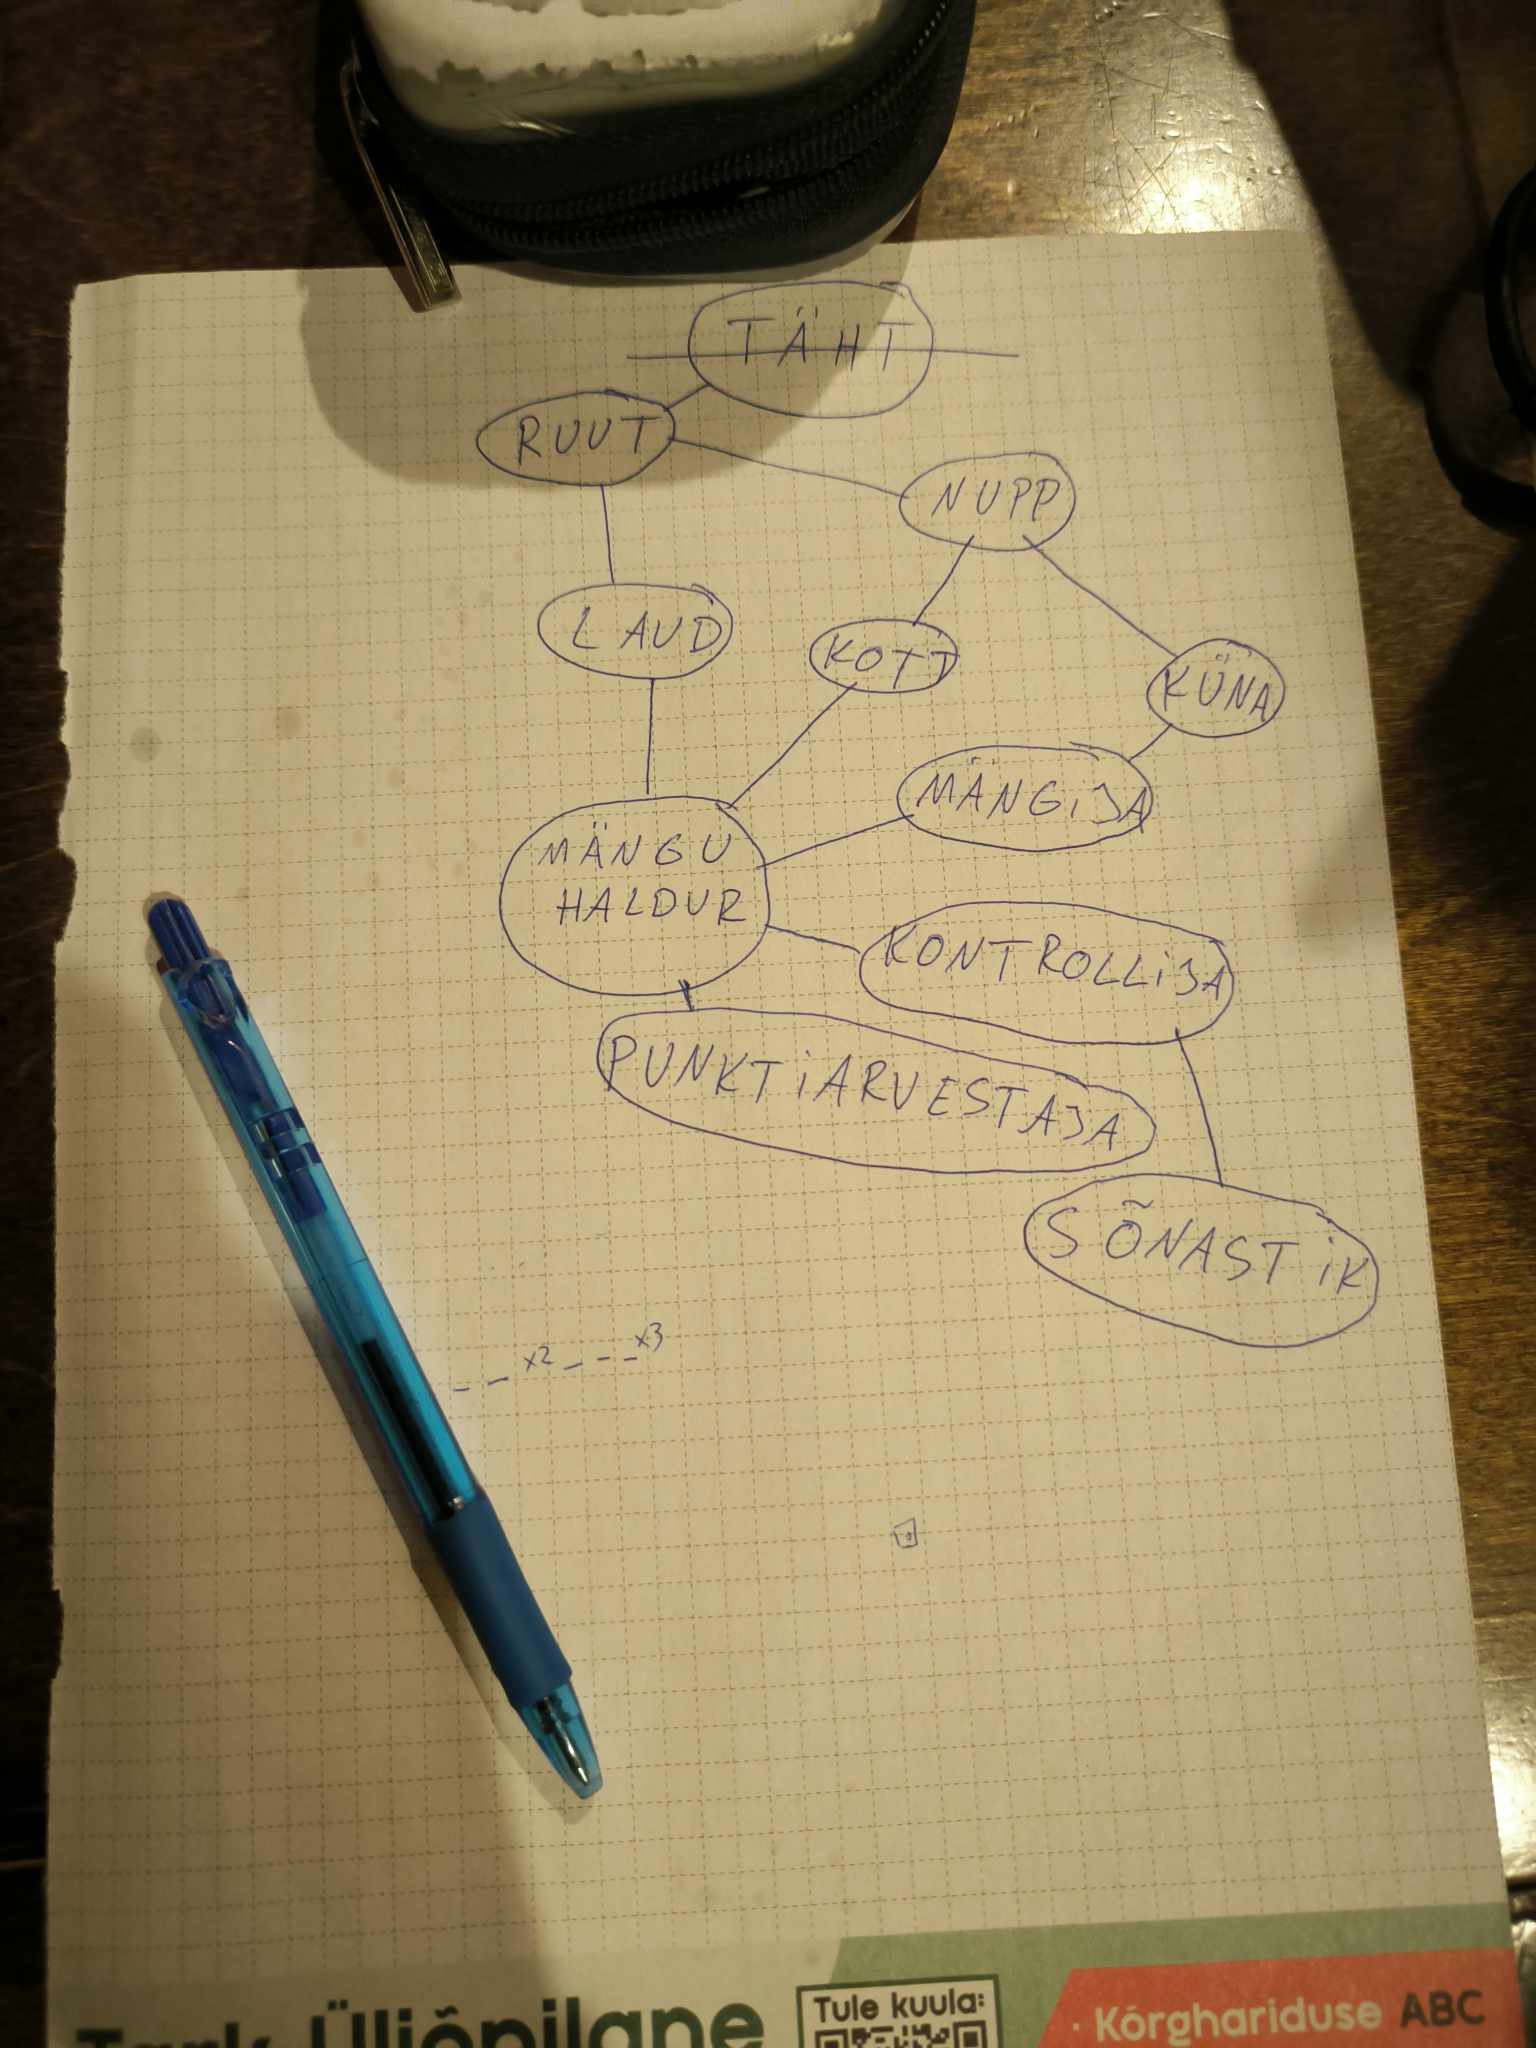 TÄHT
RUUT
NUPP
LAUD
KOTT
KÜNA
MÄNGIJA
MÄNGU
HALDUR
KONTROLLIJA
PUNKTIARVESTAJA
SÕNASTIK
_ _ x2 _ _ _ x3
Tark Üliõpilane
Tule kuula:
· Kõrghariduse ABC